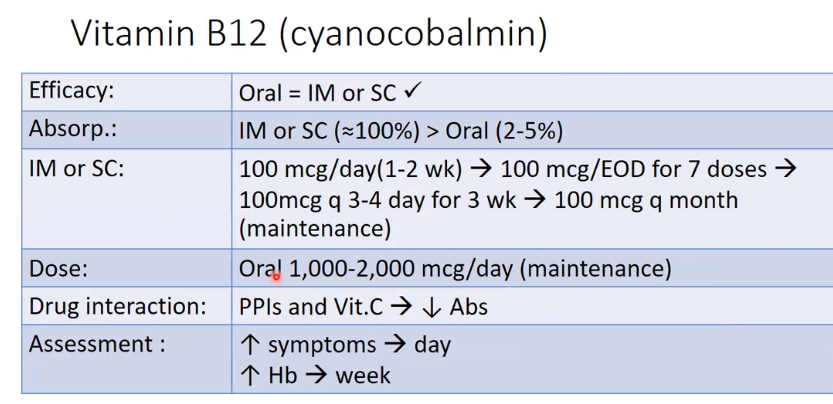 Vitamin B12 (cyanocobalmin)
Efficacy: Oral = IM or SC ✓
Absorp.: IM or SC (≈100%) > Oral (2-5%)
IM or SC: 100 mcg/day(1-2 wk) → 100 mcg/EOD for 7 doses →
100mcg q 3-4 day for 3 wk → 100 mcg q month
(maintenance)
Dose: Oral 1,000-2,000 mcg/day (maintenance)
Drug interaction: PPIs and Vit.C → ↓ Abs
Assessment : ↑ symptoms → day
↑ Hb → week